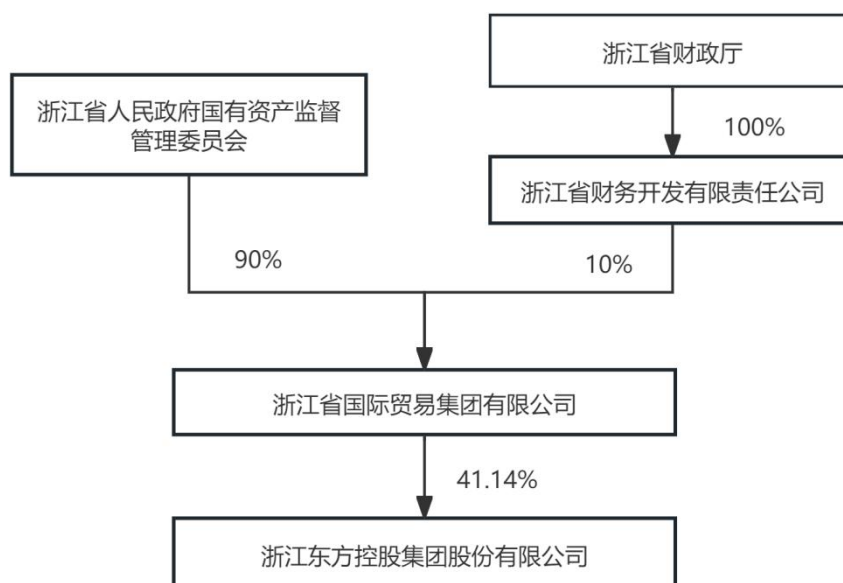 浙江省财政厅
浙江省人民政府国有资产监督
管理委员会
100%
浙江省财务开发有限责任公司
90%
10%
浙江省国际贸易集团有限公司
41.14%
浙江东方控股集团股份有限公司